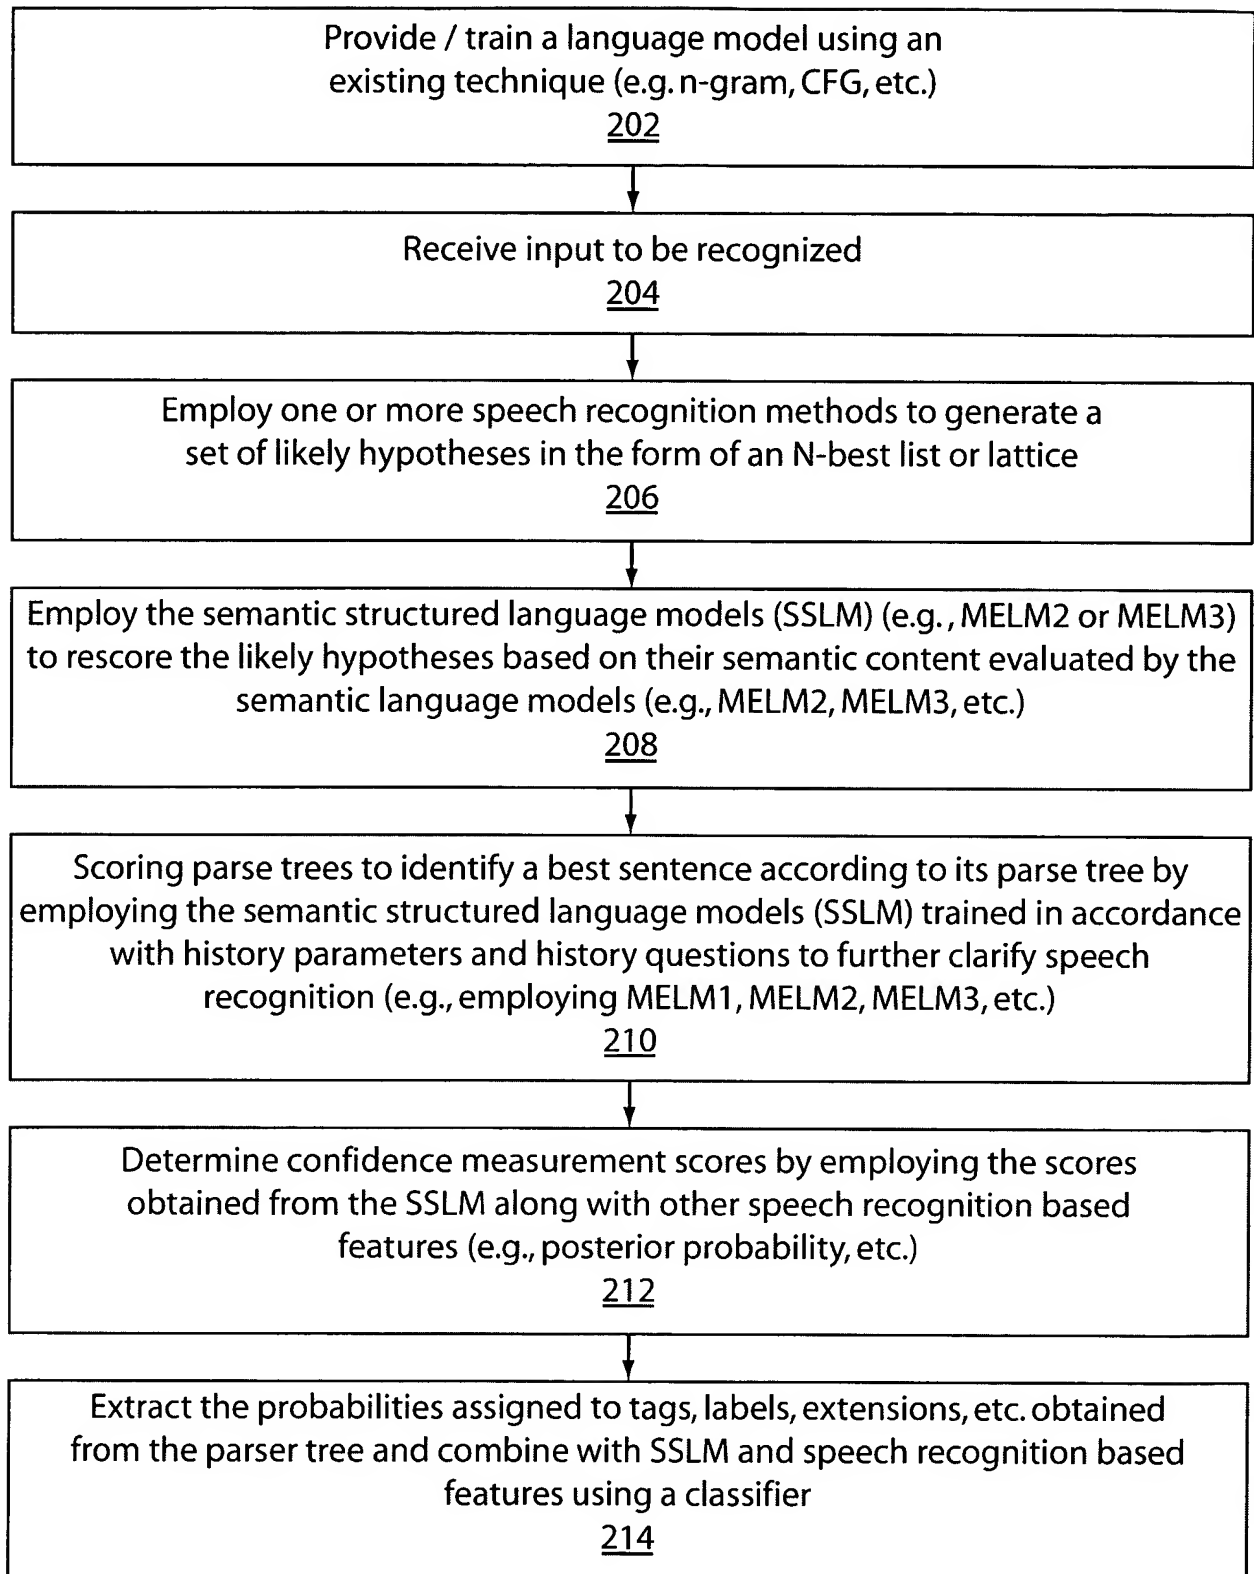 Provide / train a language model using an
existing technique (e.g. n-gram, CFG, etc.)
202
Receive input to be recognized
204
Employ one or more speech recognition methods to generate a
set of likely hypotheses in the form of an N-best list or lattice
206
Employ the semantic structured language models (SSLM) (e.g., MELM2 or MELM3)
to rescore the likely hypotheses based on their semantic content evaluated by the
semantic language models (e.g., MELM2, MELM3, etc.)
208
Scoring parse trees to identify a best sentence according to its parse tree by
employing the semantic structured language models (SSLM) trained in accordance
with history parameters and history questions to further clarify speech
recognition (e.g., employing MELM1, MELM2, MELM3, etc.)
210
Determine confidence measurement scores by employing the scores
obtained from the SSLM along with other speech recognition based
features (e.g., posterior probability, etc.)
212
Extract the probabilities assigned to tags, labels, extensions, etc. obtained
from the parser tree and combine with SSLM and speech recognition based
features using a classifier
214